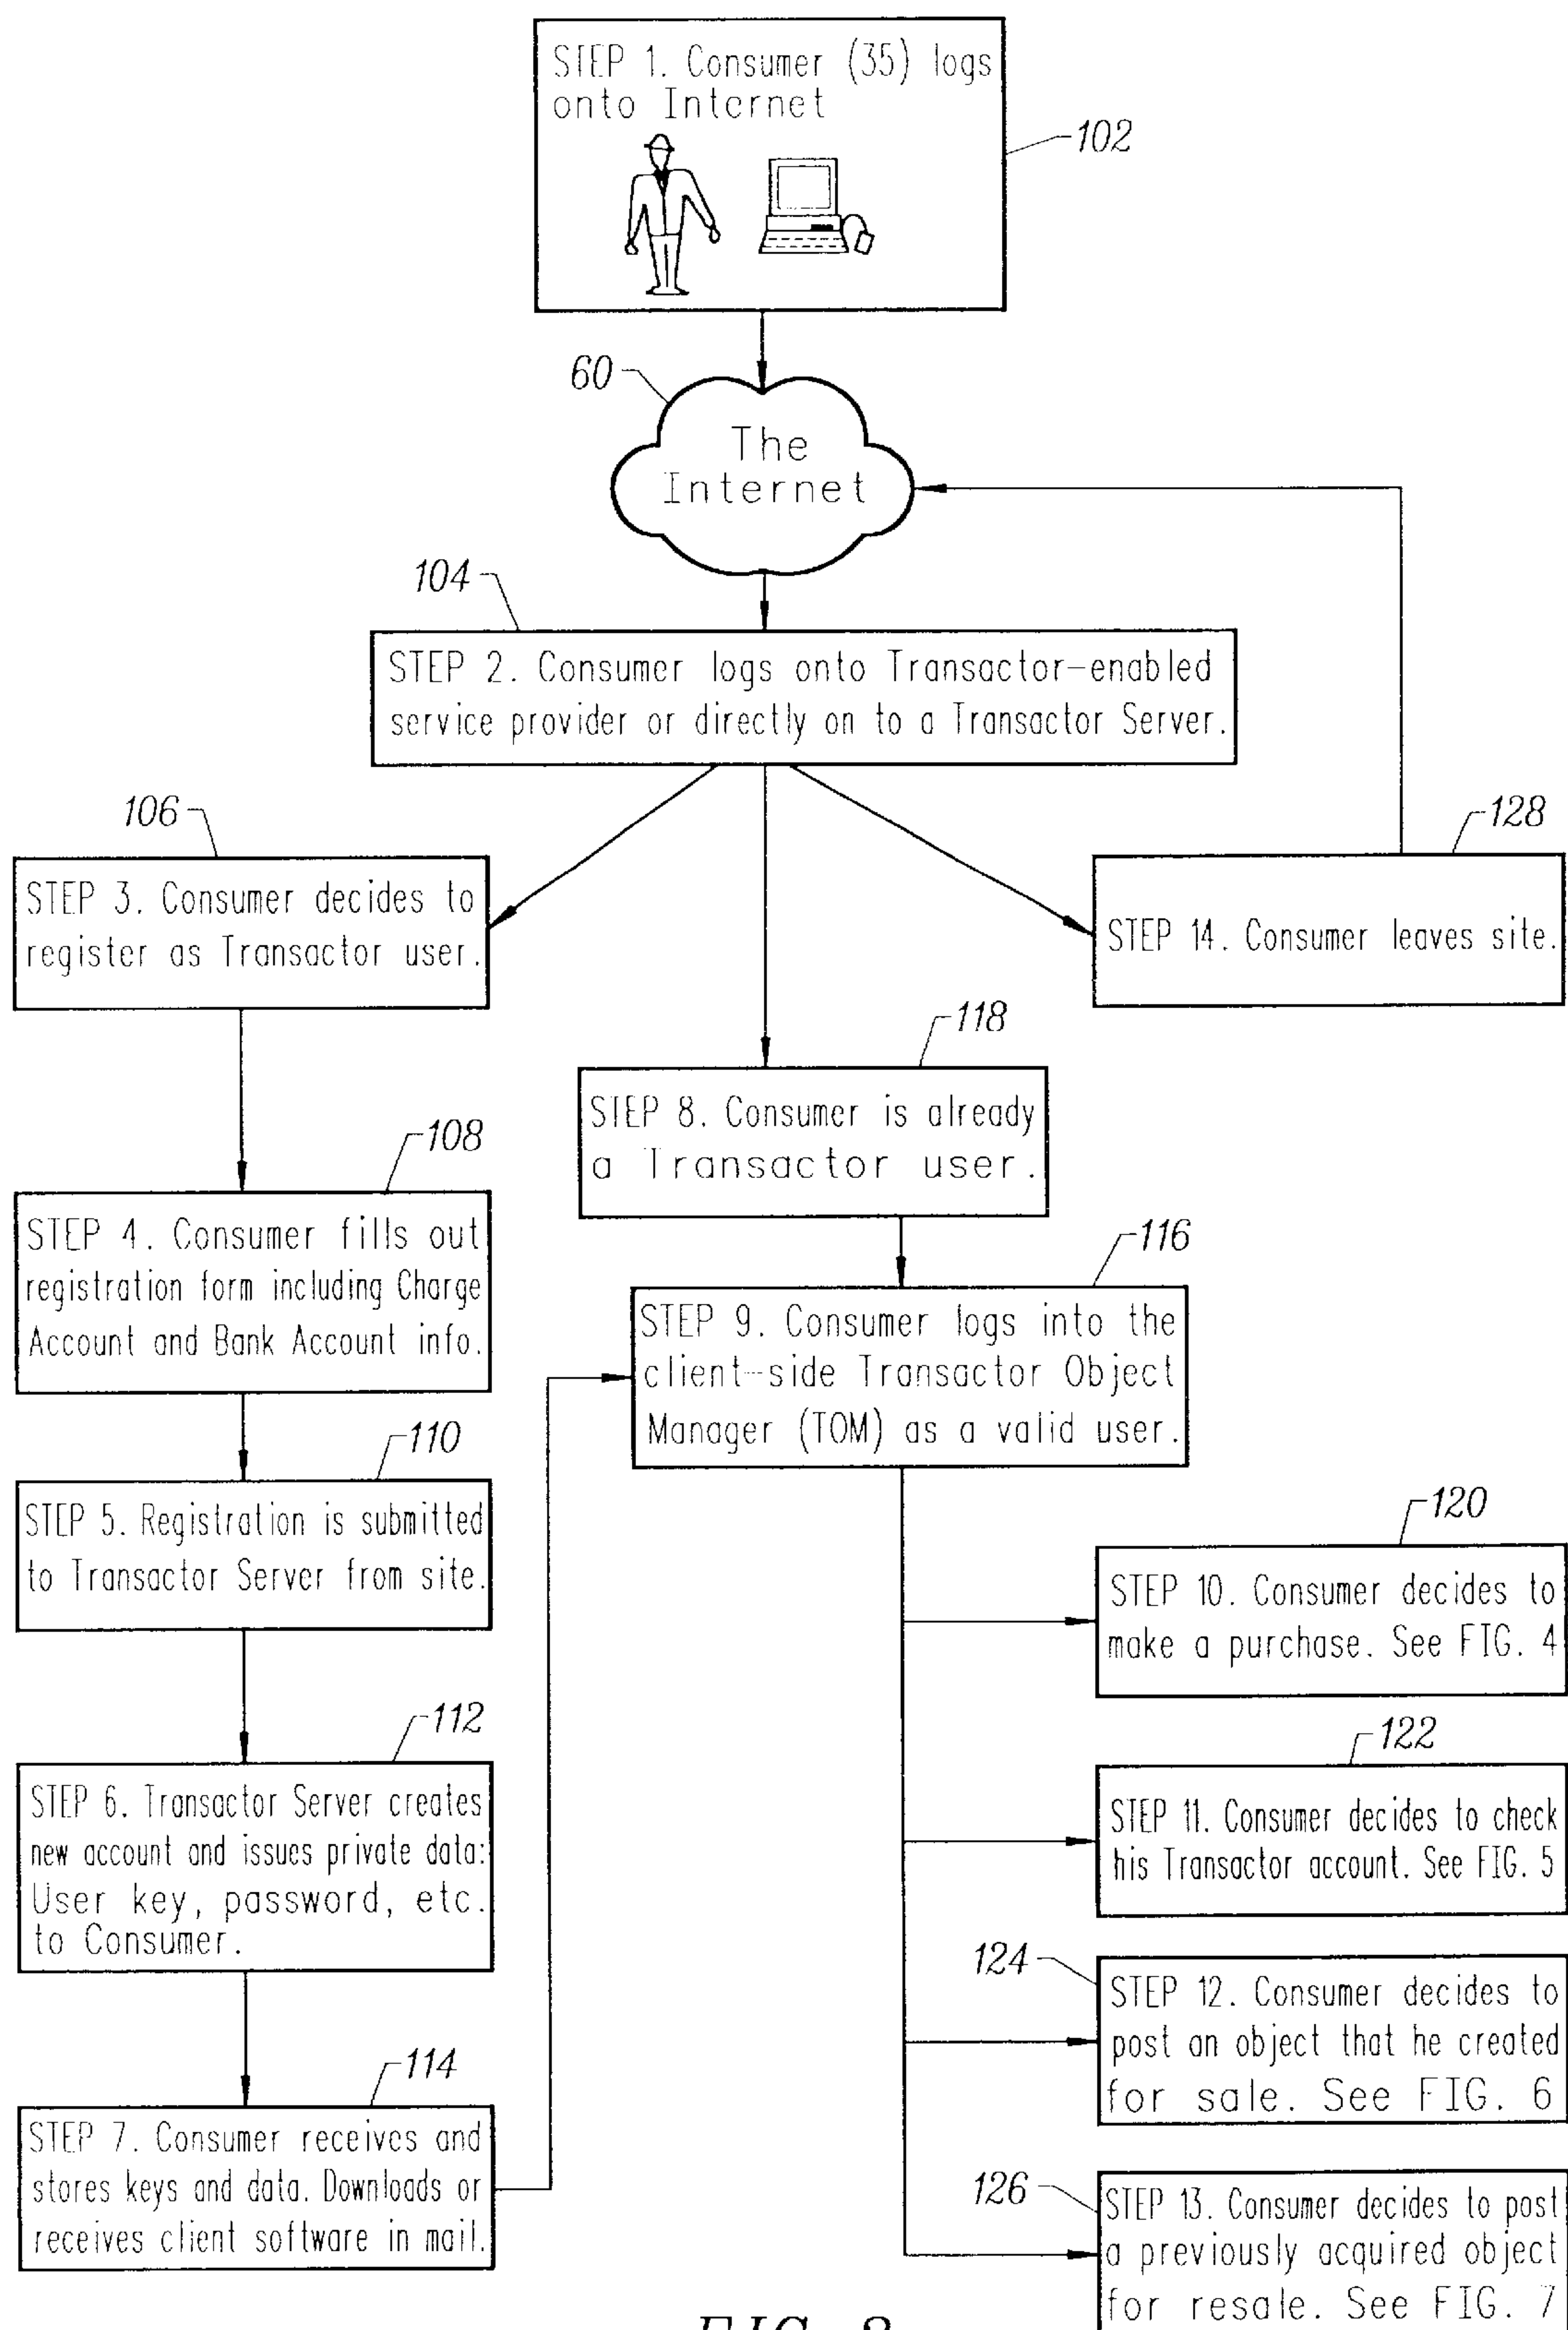 STEP 1. Consumer (35) logs
onto Internet
102
60
The
Internet
104
STEP 2. Consumer logs onto Transactor-enabled
service provider or directly on to a Transactor Server.
106
STEP 3. Consumer decides to
register as Transactor user.
128
STEP 14. Consumer leaves site.
118
STEP 8. Consumer is already
a Transactor user.
108
STEP 4. Consumer fills out
registration form including Charge
Account and Bank Account info.
116
STEP 9. Consumer logs into the
client-side Transactor Object
Manager (TOM) as a valid user.
110
STEP 5. Registration is submitted
to Transactor Server from site.
120
STEP 10. Consumer decides to
make a purchase. See FIG. 4
112
STEP 6. Transactor Server creates
new account and issues private data:
User key, password, etc.
to Consumer.
122
STEP 11. Consumer decides to check
his Transactor account. See FIG. 5
124
STEP 12. Consumer decides to
post an object that he created
for sale. See FIG. 6
114
STEP 7. Consumer receives and
stores keys and data. Downloads or
receives client software in mail.
126
STEP 13. Consumer decides to post
a previously acquired object
for resale. See FIG. 7
FIG.